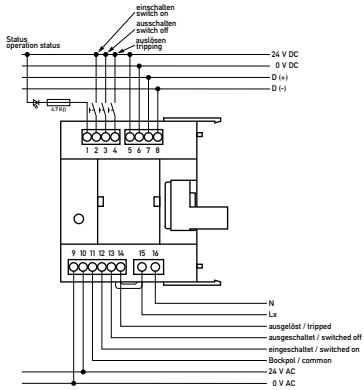 einschalten
switch on
ausschalten
switch off
auslösen
tripping
Status,
operation status
24 V DC
0 V DC
D (+)
D (-)
4.7 KΩ
1 2 3 4 5 6 7 8
9 10 11 12 13 14 15 16
N
Lx
ausgelöst / tripped
ausgeschaltet / switched off
eingeschaltet / switched on
Bockpol / common
24 V AC
0 V AC